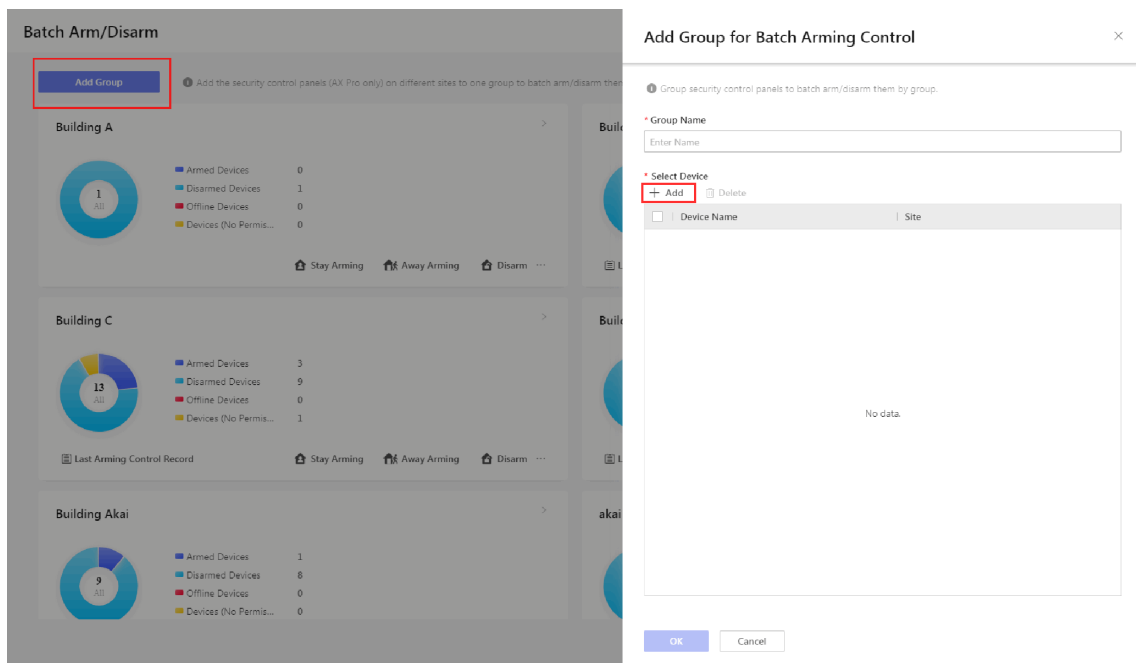 Batch Arm/Disarm
Add Group
Add the security control panels (AX Pro only) on different sites to one group to batch arm/disarm them
Building A
1
All
Armed Devices 0
Disarmed Devices 1
Offline Devices 0
Devices (No Permis... 0
Stay Arming Away Arming Disarm ...
Building C
13
All
Armed Devices 3
Disarmed Devices 9
Offline Devices 0
Devices (No Permis... 1
Last Arming Control Record Stay Arming Away Arming Disarm ...
Building Akai
9
All
Armed Devices 1
Disarmed Devices 8
Offline Devices 0
Devices (No Permis... 0
akai
Add Group for Batch Arming Control
Group security control panels to batch arm/disarm them by group.
* Group Name
Enter Name
* Select Device
+ Add Delete
Device Name Site
No data.
OK Cancel